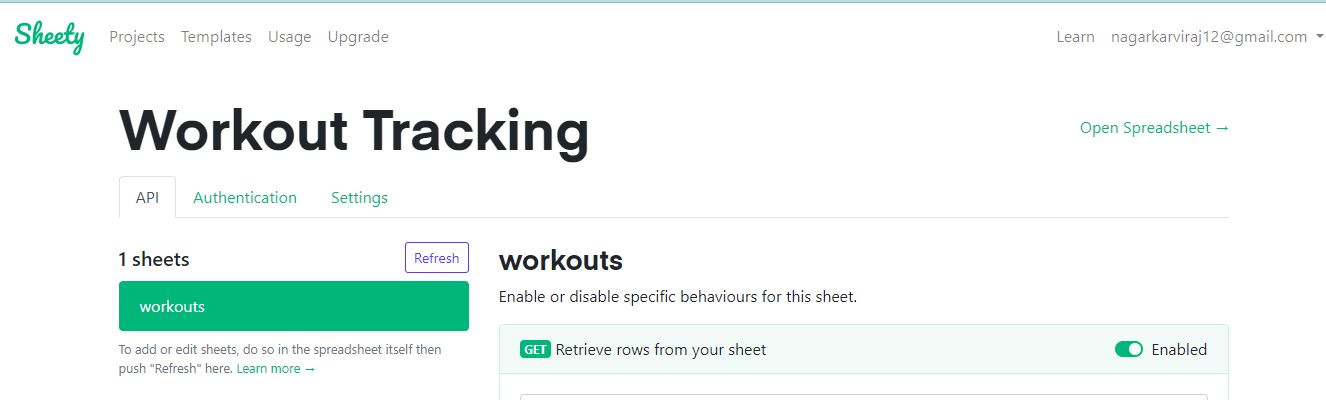 Sheety Projects Templates Usage Upgrade Learn nagarkarviraj12@gmail.com
Workout Tracking
Open Spreadsheet →
API Authentication Settings
1 sheets Refresh
workouts
To add or edit sheets, do so in the spreadsheet itself then
push "Refresh" here. Learn more →
workouts
Enable or disable specific behaviours for this sheet.
GET Retrieve rows from your sheet Enabled